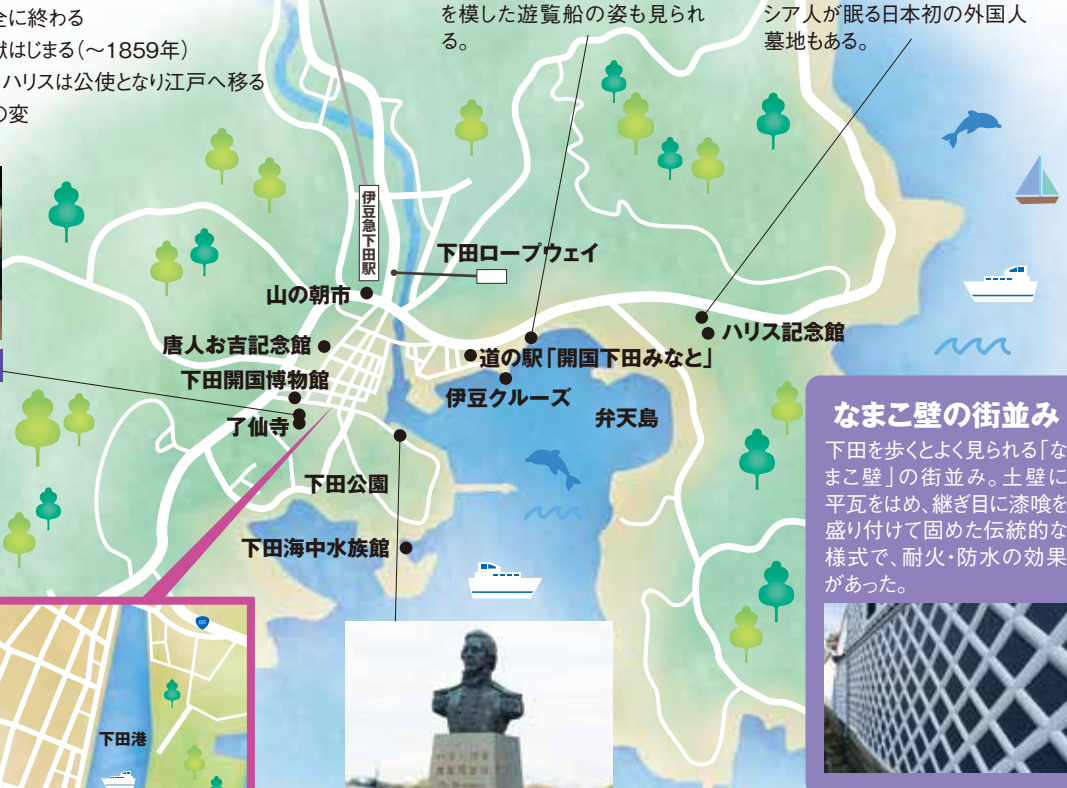 全に終わる
はじまる(〜1859年)
ハリスは公使となり江戸へ移る
の変
を模した遊覧船の姿も見られ
る。
シア人が眠る日本初の外国人
墓地もある。
伊豆急下田駅
下田ロープウェイ
山の朝市
唐人お吉記念館
下田開国博物館
了仙寺
道の駅「開国下田みなと」
伊豆クルーズ
ハリス記念館
弁天島
下田公園
下田海中水族館
下田港
なまこ壁の街並み
下田を歩くとよく見られる「な
まこ壁」の街並み。土壁に
平瓦をはめ、継ぎ目に漆喰を
盛り付けて固めた伝統的な
様式で、耐火・防水の効果
があった。